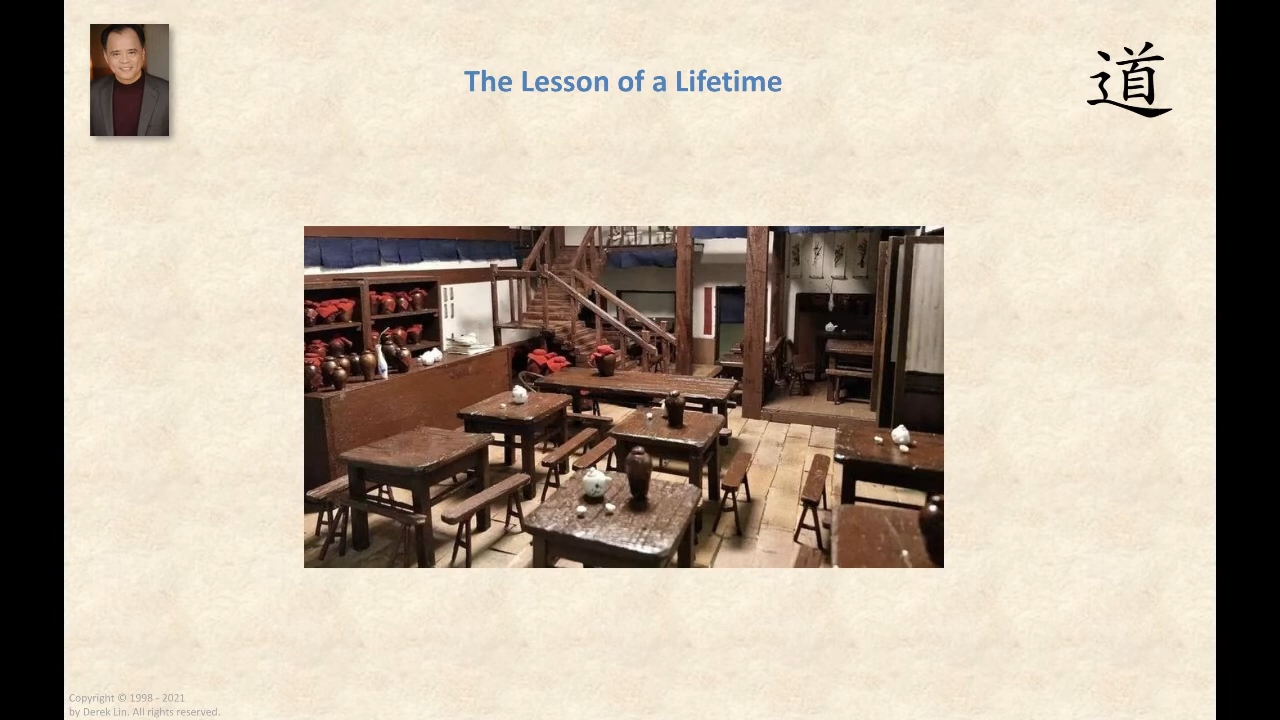 The Lesson of a Lifetime
道
Copyright © 1998 - 2021
by Derek Lin. All rights reserved.